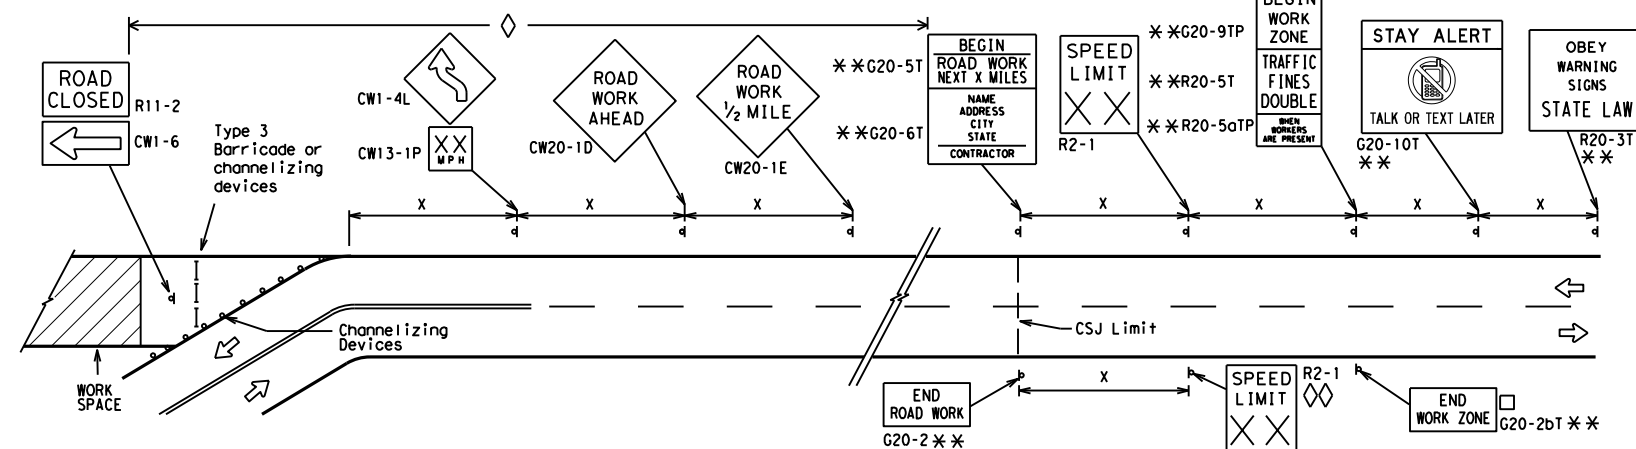 ROAD
CLOSED
R11-2
CW1-6
Type 3
Barricade or
channelizing
devices
CW1-4L
XX
MPH
CW13-1P
ROAD
WORK
AHEAD
CW20-1D
ROAD
WORK
1/2 MILE
CW20-1E
**G20-5T
**G20-6T
BEGIN
ROAD WORK
NEXT X MILES
NAME
ADDRESS
CITY
STATE
CONTRACTOR
SPEED
LIMIT
XX
R2-1
**G20-9TP
**R20-5T
**R20-5aTP
BEGIN
WORK
ZONE
TRAFFIC
FINES
DOUBLE
WHEN
WORKERS
ARE PRESENT
STAY ALERT
TALK OR TEXT LATER
G20-10T
**
OBEY
WARNING
SIGNS
STATE LAW
R20-3T
**
X
X
X
X
X
X
X
Channelizing
Devices
WORK
SPACE
CSJ Limit
END
ROAD WORK
G20-2 **
X
SPEED
LIMIT
XX
R2-1
END
WORK ZONE
G20-2bT **